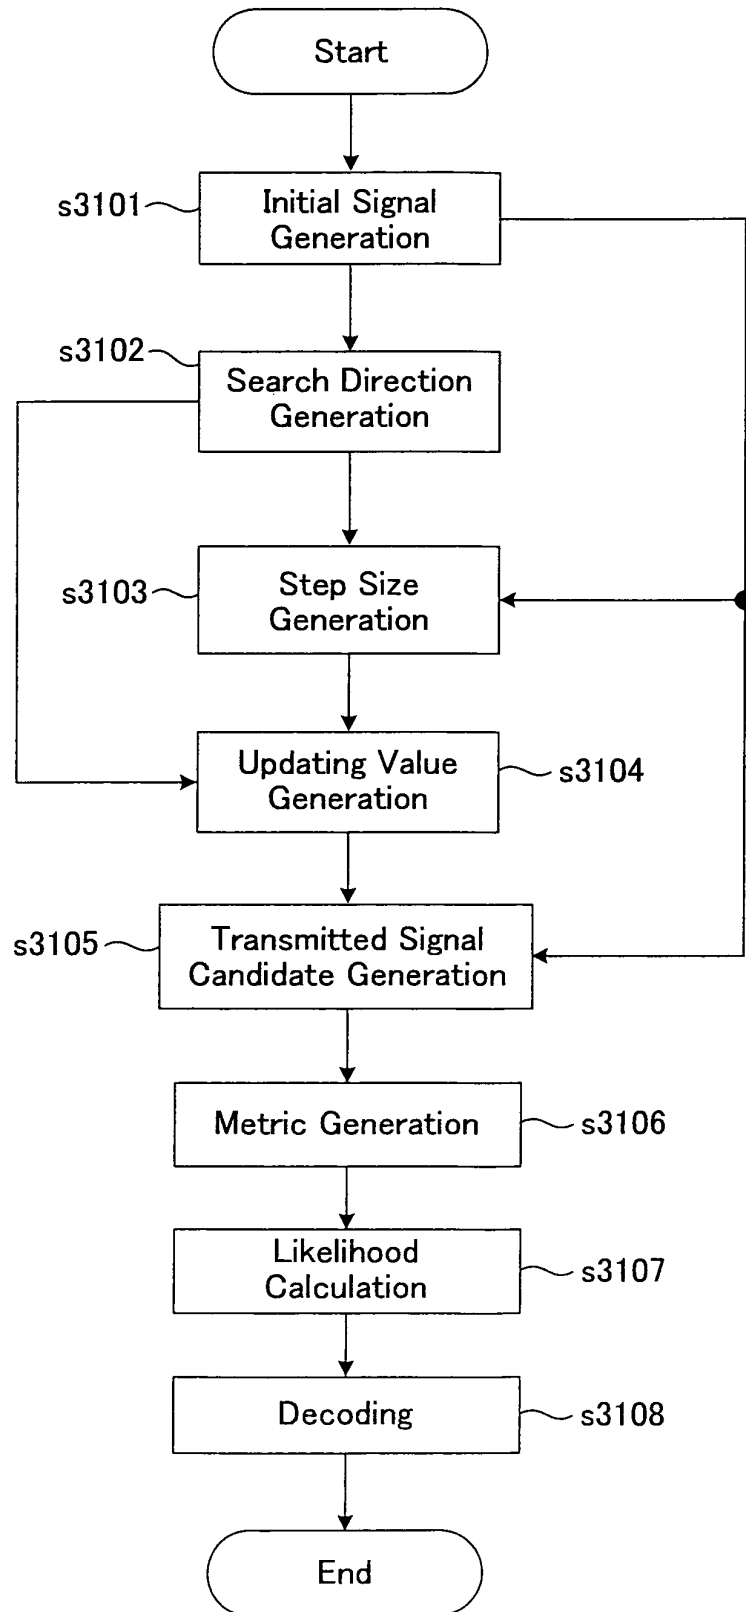 Start
s3101
Initial Signal
Generation
s3102
Search Direction
Generation
s3103
Step Size
Generation
Updating Value
Generation
s3104
s3105
Transmitted Signal
Candidate Generation
Metric Generation
s3106
Likelihood
Calculation
s3107
Decoding
s3108
End